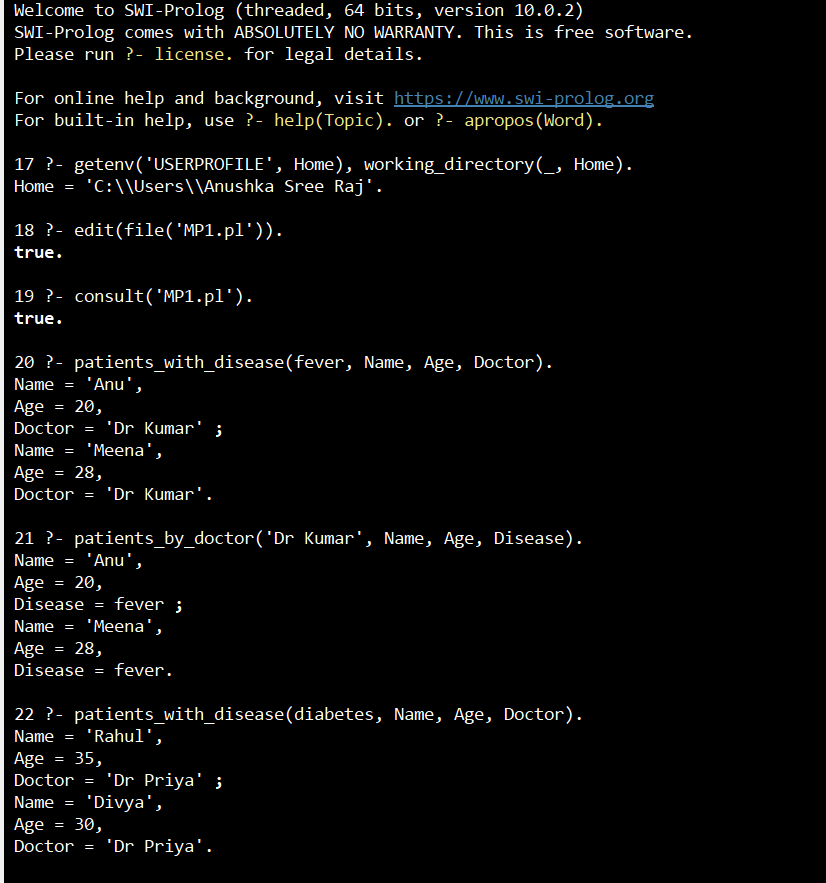 Welcome to SWI-Prolog (threaded, 64 bits, version 10.0.2)
SWI-Prolog comes with ABSOLUTELY NO WARRANTY. This is free software.
Please run ?- license. for legal details.
For online help and background, visit https://www.swi-prolog.org
For built-in help, use ?- help(Topic). or ?- apropos(Word).
17 ?- getenv('USERPROFILE', Home), working_directory(_, Home).
Home = 'C:\\Users\\Anushka Sree Raj'.
18 ?- edit(file('MP1.pl')).
true.
19 ?- consult('MP1.pl').
true.
20 ?- patients_with_disease(fever, Name, Age, Doctor).
Name = 'Anu',
Age = 20,
Doctor = 'Dr Kumar' ;
Name = 'Meena',
Age = 28,
Doctor = 'Dr Kumar'.
21 ?- patients_by_doctor('Dr Kumar', Name, Age, Disease).
Name = 'Anu',
Age = 20,
Disease = fever ;
Name = 'Meena',
Age = 28,
Disease = fever.
22 ?- patients_with_disease(diabetes, Name, Age, Doctor).
Name = 'Rahul',
Age = 35,
Doctor = 'Dr Priya' ;
Name = 'Divya',
Age = 30,
Doctor = 'Dr Priya'.